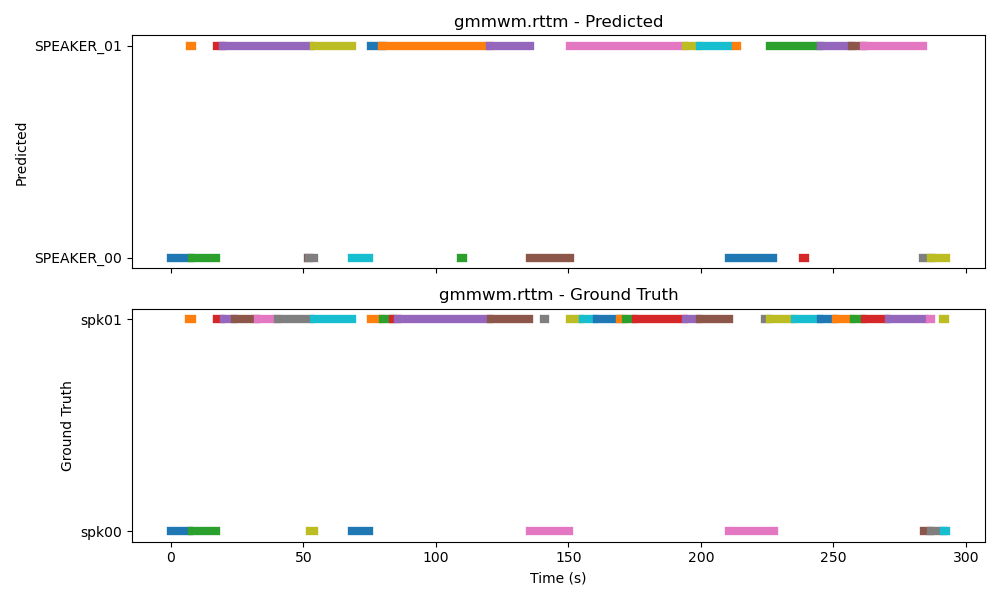 gmmwm.rttm - Predicted
SPEAKER_01
Predicted
SPEAKER_00
gmmwm.rttm - Ground Truth
spk01
Ground Truth
spk00
0 50 100 150 200 250 300
Time (s)